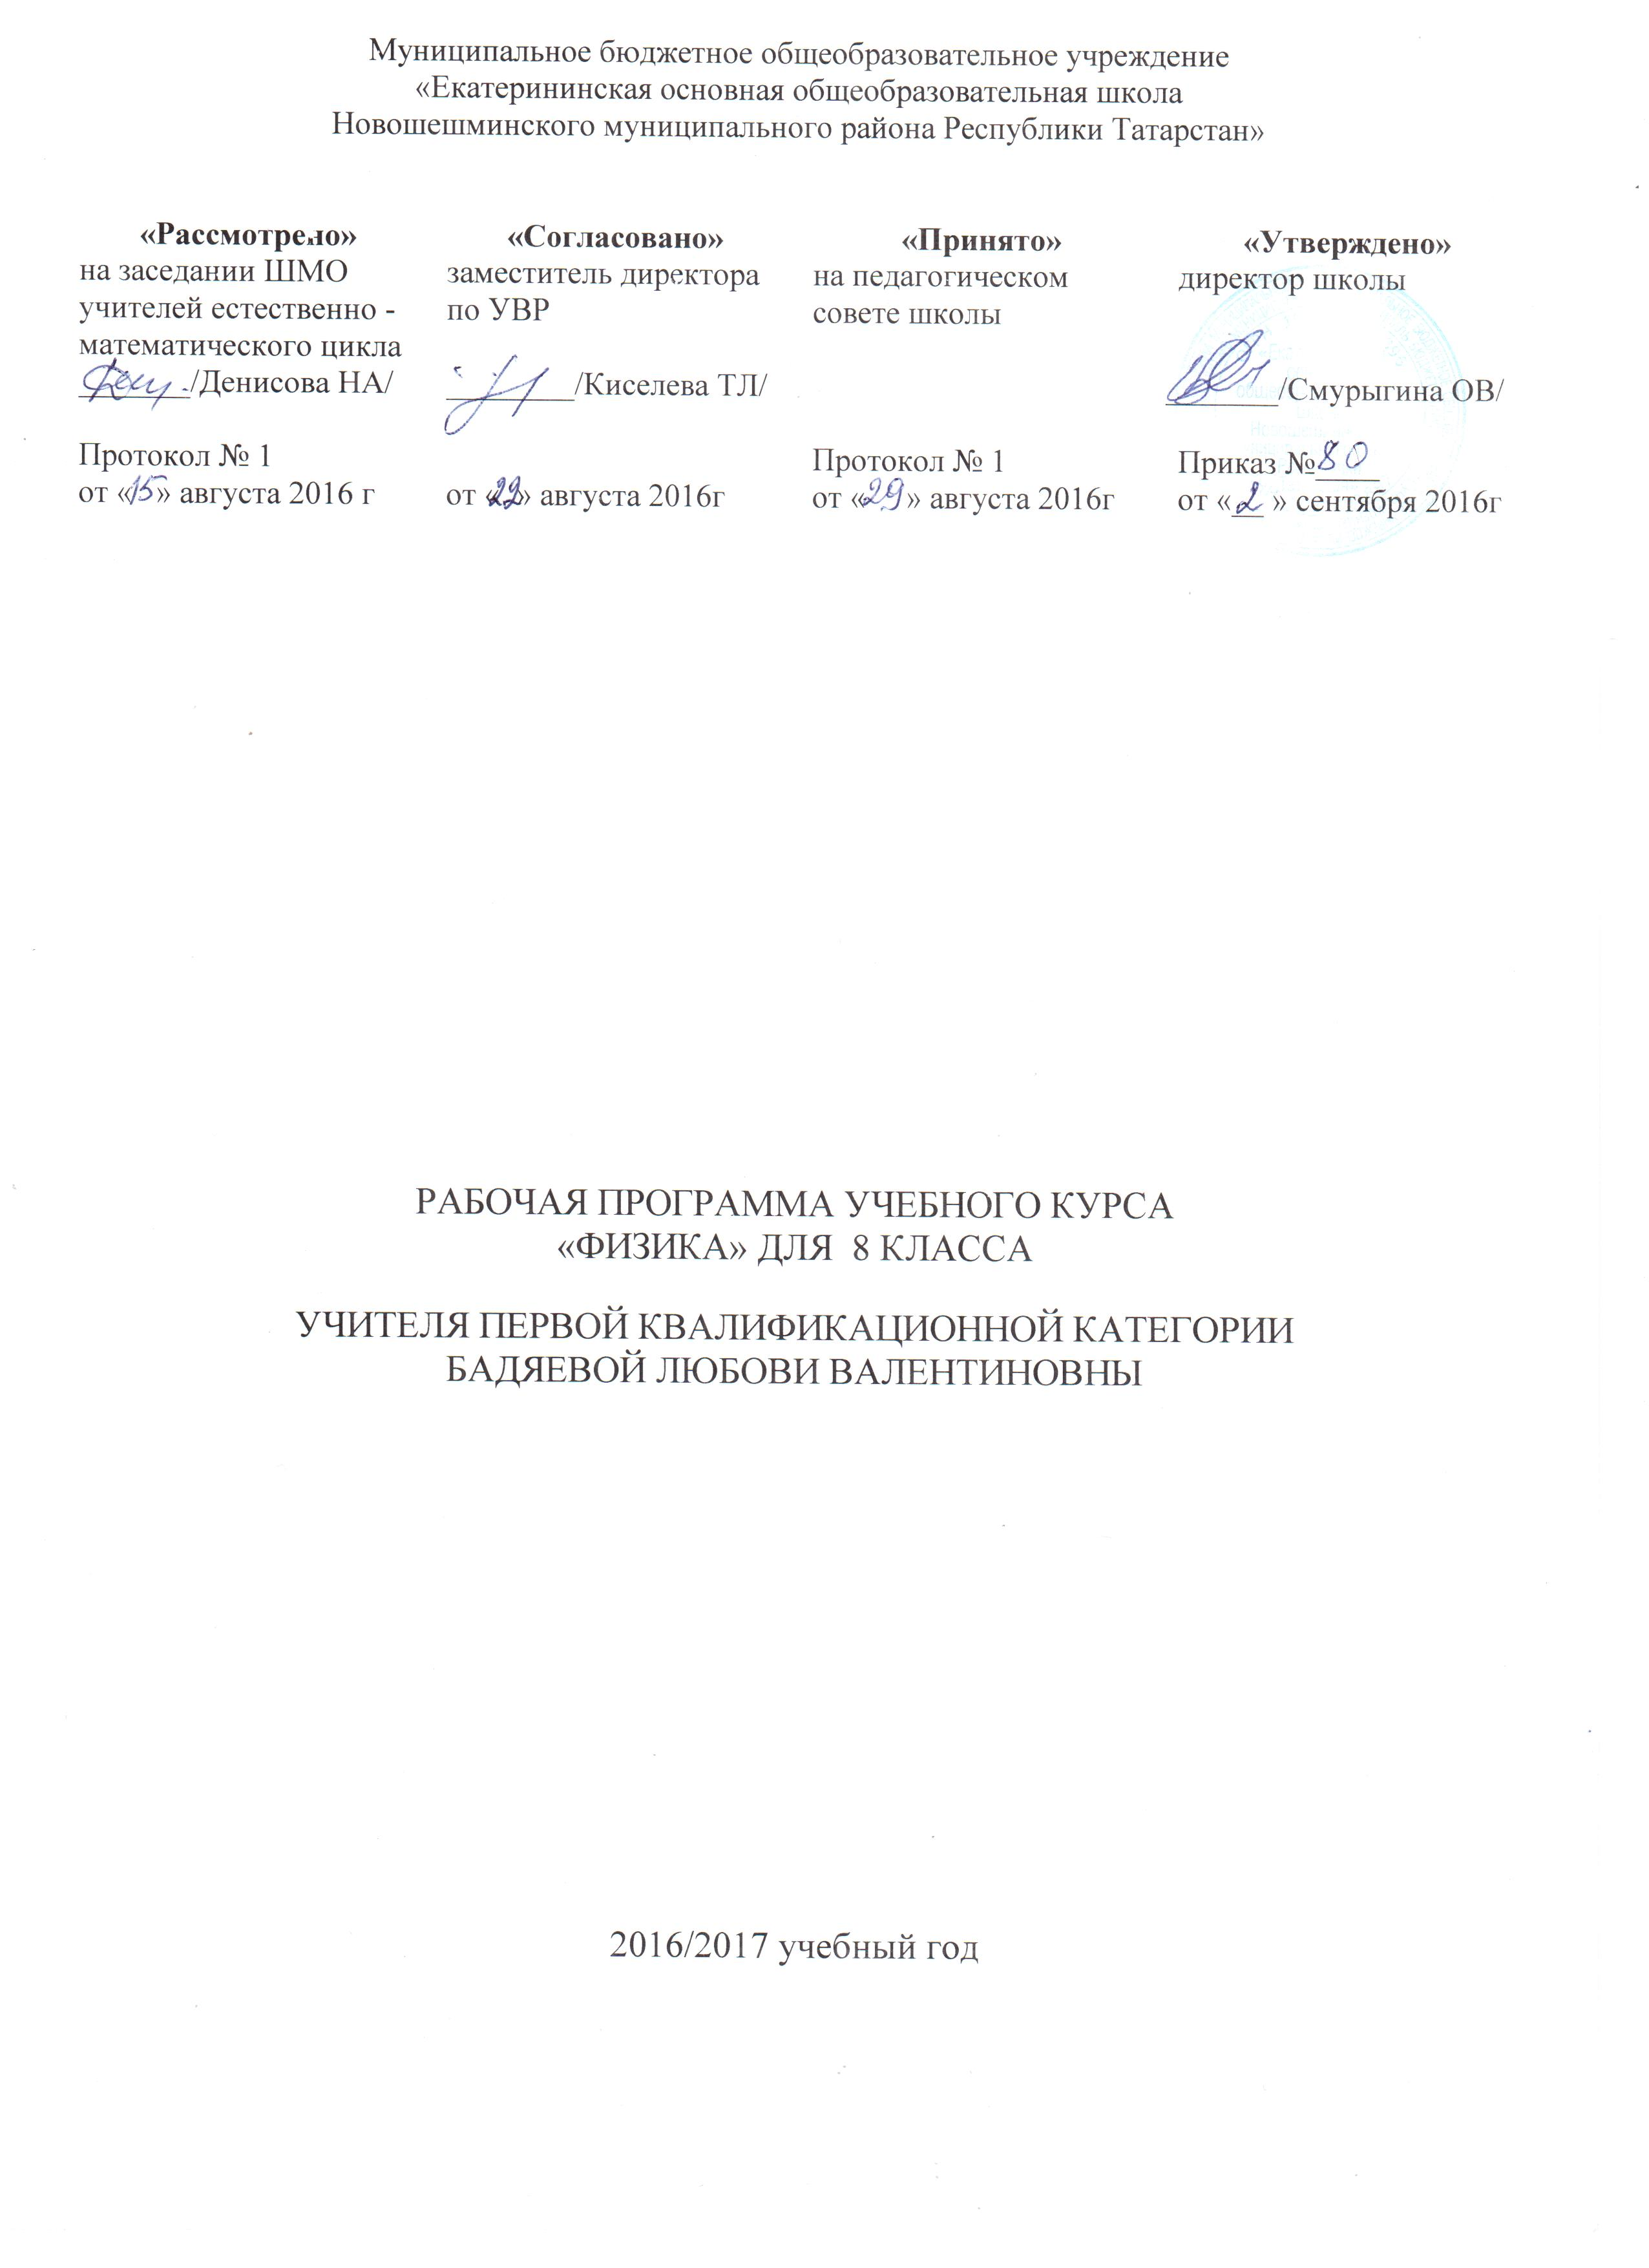 Муниципальное бюджетное общеобразовательное учреждение
«Екатерининская основная общеобразовательная школа
Новошешминского муниципального района Республики Татарстан»
«Рассмотрено»
на заседании ШМО
учителей естественно -
математического цикла
/Денисова НА/
Протокол № 1
от «15» августа 2016 г
«Согласовано»
заместитель директора
по УВР
/Киселева ТЛ/
от «22» августа 2016г
«Принято»
на педагогическом
совете школы
Протокол № 1
от «29» августа 2016г
«Утверждено»
директор школы
/Смурыгина ОВ/
Приказ № 80
от « 2 » сентября 2016г
РАБОЧАЯ ПРОГРАММА УЧЕБНОГО КУРСА
«ФИЗИКА» ДЛЯ 8 КЛАССА
УЧИТЕЛЯ ПЕРВОЙ КВАЛИФИКАЦИОННОЙ КАТЕГОРИИ
БАДЯЕВОЙ ЛЮБОВИ ВАЛЕНТИНОВНЫ
2016/2017 учебный год